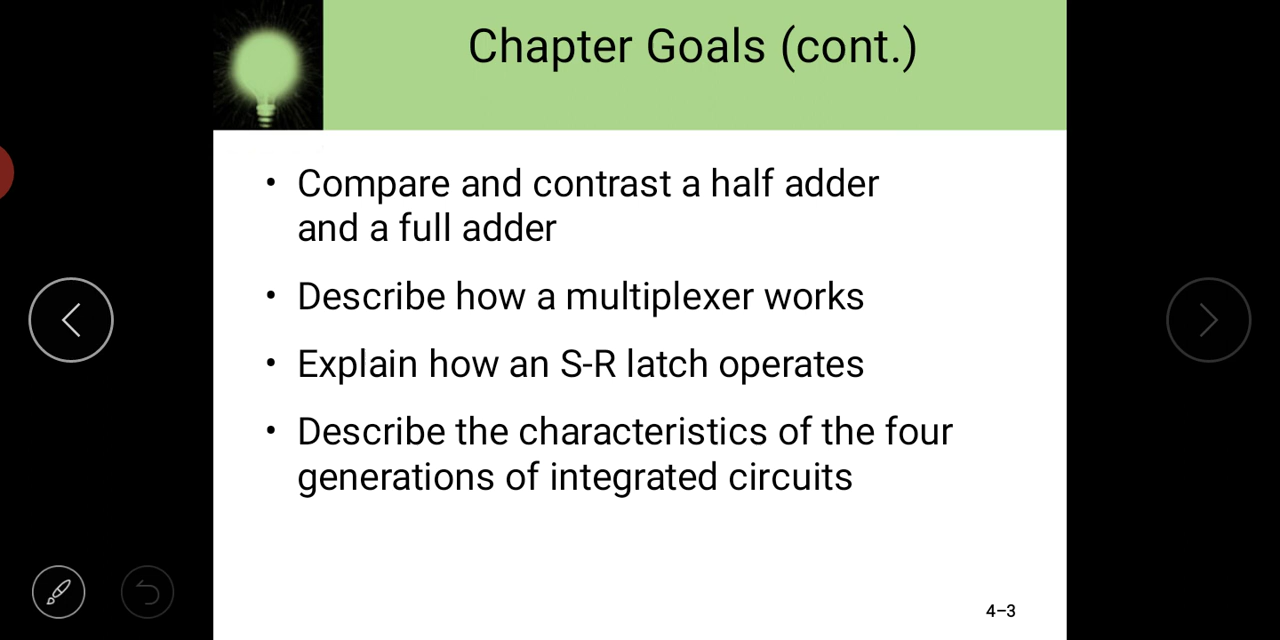 Chapter Goals (cont.)
• Compare and contrast a half adder
and a full adder
• Describe how a multiplexer works
• Explain how an S-R latch operates
• Describe the characteristics of the four
generations of integrated circuits
4–3